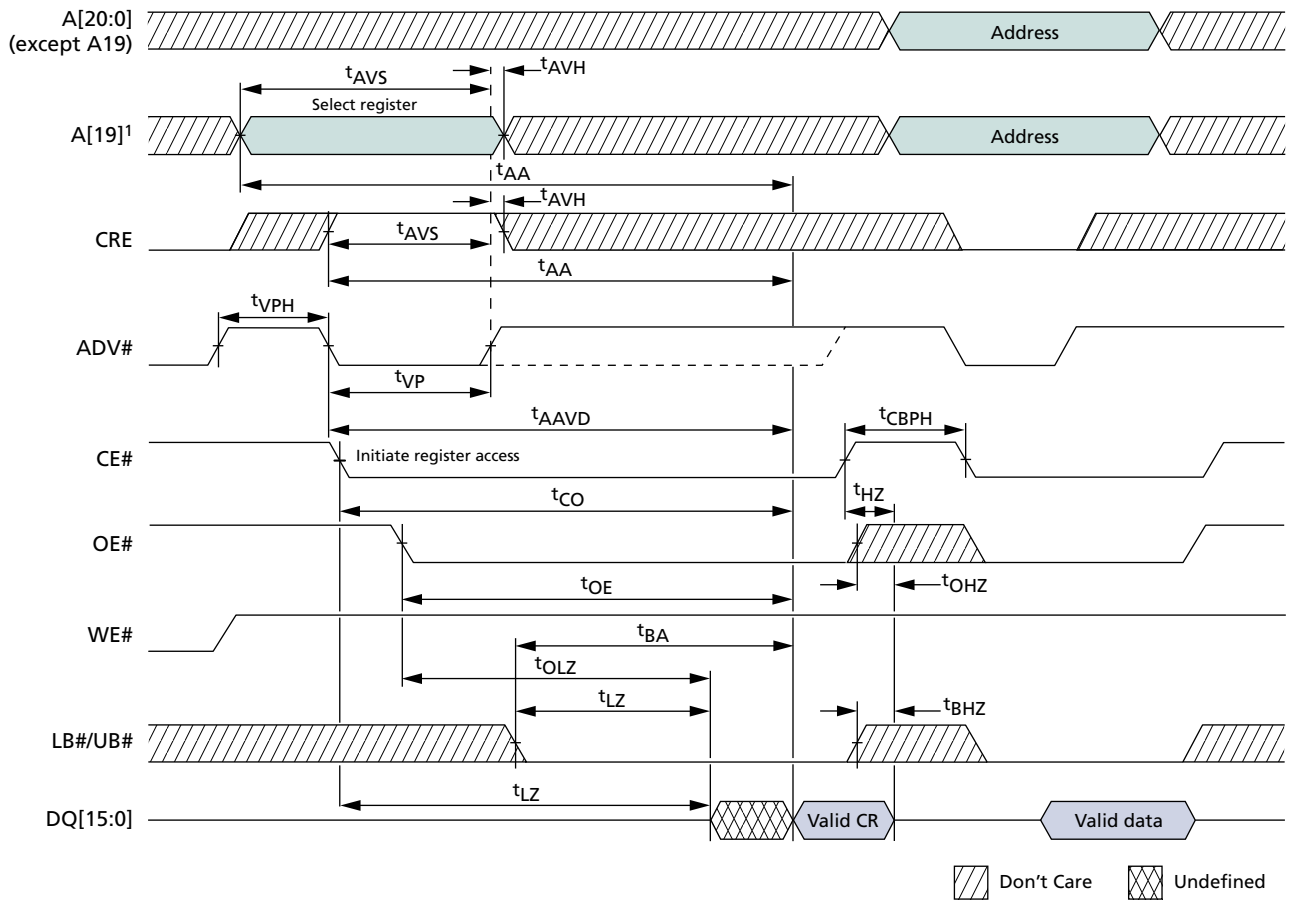 A[20:0]
(except A19)
Address
tAVS
tAVH
Select register
A[19]1
Address
tAA
tAVH
CRE
tAVS
tAA
tVPH
ADV#
tVP
tAAVD
tCBPH
CE#
Initiate register access
tCO
tHZ
OE#
tOE
tOHZ
WE#
tBA
tOLZ
tLZ
tBHZ
LB#/UB#
tLZ
DQ[15:0]
Valid CR
Valid data
Don't Care
Undefined